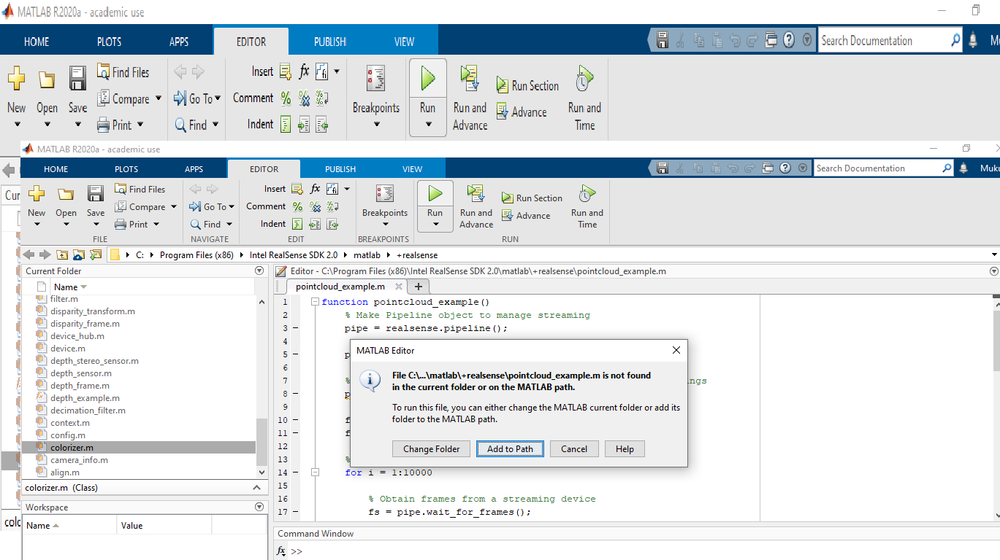 MATLAB R2020a - academic use
HOME PLOTS APPS EDITOR PUBLISH VIEW
Search Documentation
New Open Save
Find Files
Compare
Print
Go To
Find
Insert
Comment
Indent
fx
Breakpoints
Run
Run and
Advance
Run Section
Advance
Run and
Time
MATLAB R2020a - academic use
HOME PLOTS APPS EDITOR PUBLISH VIEW
Search Documentation
New Open Save
Find Files
Compare
Print
Go To
Find
Insert
Comment
Indent
fx
Breakpoints
Run
Run and
Advance
Run Section
Advance
Run and
Time
FILE NAVIGATE EDIT BREAKPOINTS RUN
C: Program Files (x86) Intel RealSense SDK 2.0 matlab +realsense
Current Folder
Name
filter.m
disparity_transform.m
disparity_frame.m
device_hub.m
device.m
depth_stereo_sensor.m
depth_sensor.m
depth_frame.m
depth_example.m
decimation_filter.m
context.m
config.m
colorizer.m
camera_info.m
align.m
colorizer.m (Class)
Workspace
Name Value
Editor - C:\Program Files (x86)\Intel RealSense SDK 2.0\matlab\+realsense\pointcloud_example.m
pointcloud_example.m
1 function pointcloud_example()
2 % Make Pipeline object to manage streaming
3 pipe = realsense.pipeline();
4
5
6
7 %
8
9
10
11
12
13 %
14 for i = 1:10000
15
16 % Obtain frames from a streaming device
17 fs = pipe.wait_for_frames();
MATLAB Editor
File C:\...\matlab\+realsense\pointcloud_example.m is not found
in the current folder or on the MATLAB path.
To run this file, you can either change the MATLAB current folder or add its
folder to the MATLAB path.
Change Folder Add to Path Cancel Help
Command Window
fx >>